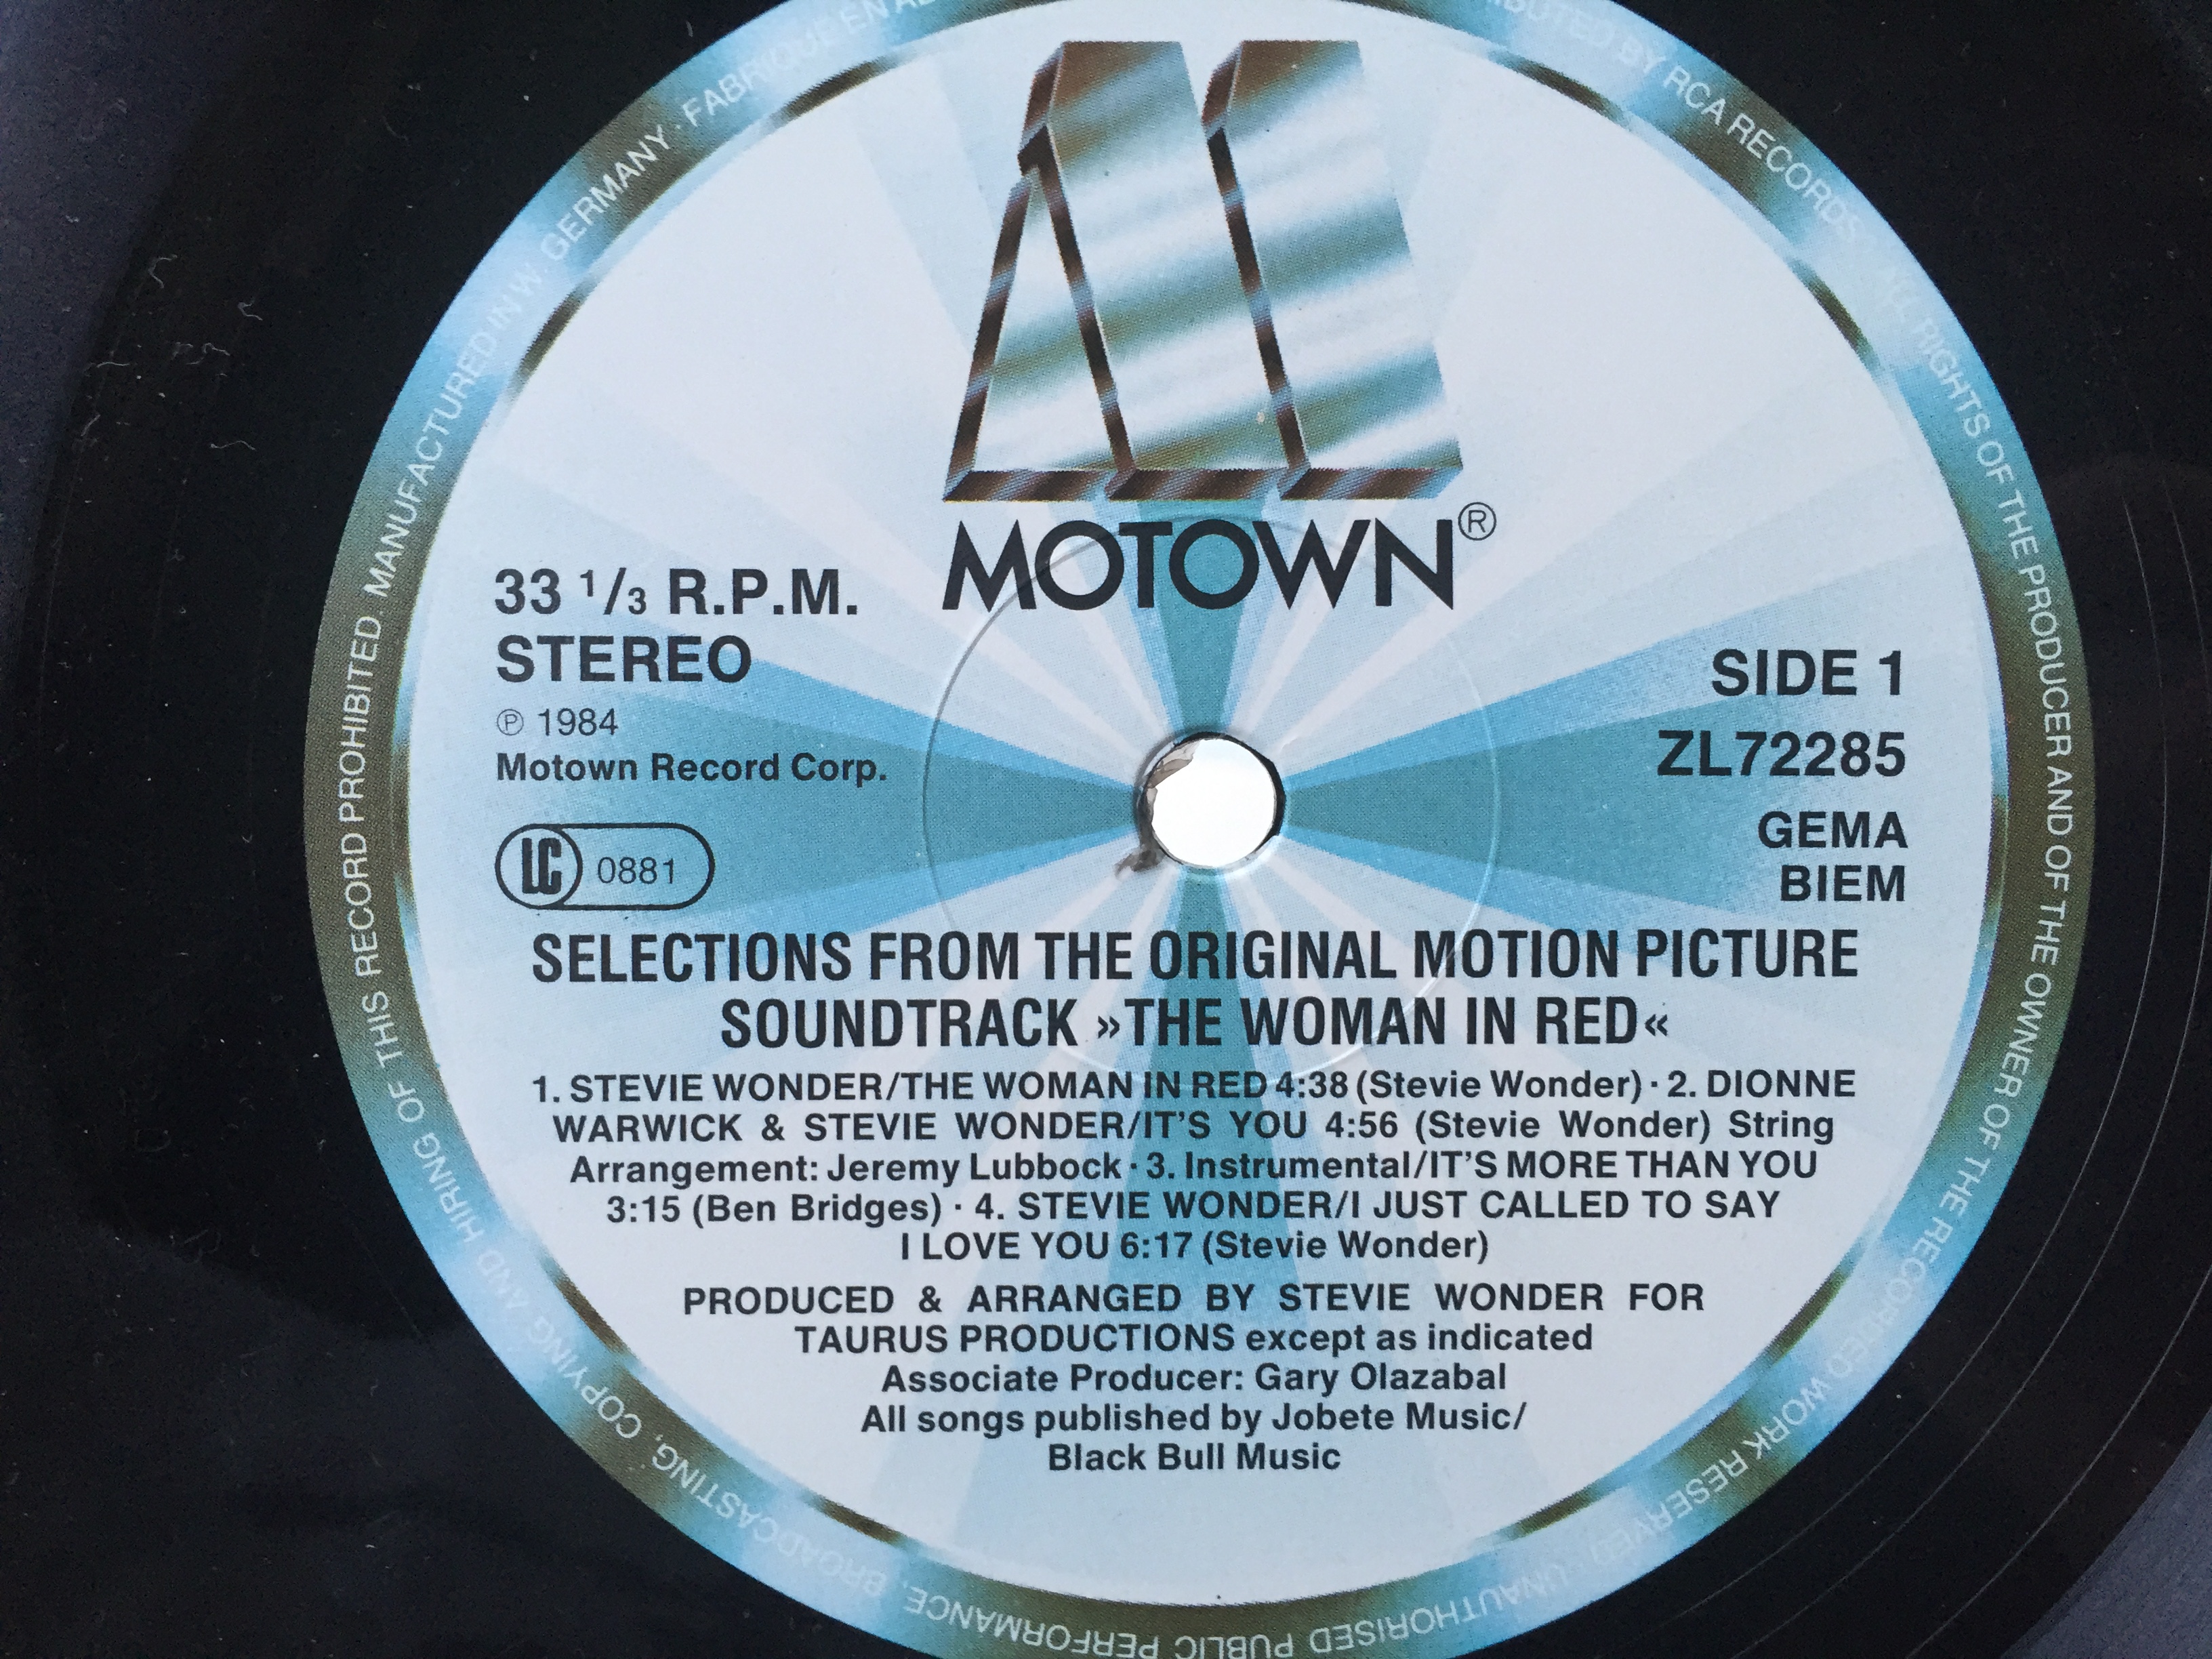 MOTOWN®
33 1/3 R.P.M.
STEREO
℗ 1984
Motown Record Corp.
LC 0881
SIDE 1
ZL72285
GEMA
BIEM
SELECTIONS FROM THE ORIGINAL MOTION PICTURE
SOUNDTRACK »THE WOMAN IN RED«
1. STEVIE WONDER/THE WOMAN IN RED 4:38 (Stevie Wonder) · 2. DIONNE
WARWICK & STEVIE WONDER/IT'S YOU 4:56 (Stevie Wonder) String
Arrangement: Jeremy Lubbock · 3. Instrumental/IT'S MORE THAN YOU
3:15 (Ben Bridges) · 4. STEVIE WONDER/I JUST CALLED TO SAY
I LOVE YOU 6:17 (Stevie Wonder)
PRODUCED & ARRANGED BY STEVIE WONDER FOR
TAURUS PRODUCTIONS except as indicated
Associate Producer: Gary Olazabal
All songs published by Jobete Music/
Black Bull Music
BY RCA RECORDS · ALL RIGHTS OF THE PRODUCER AND OF THE OWNER OF THE RECORDED WORK RESERVED · UNAUTHORISED PUBLIC PERFORMANCE, BROADCASTING, COPYING AND HIRING OF THIS RECORD PROHIBITED. MANUFACTURED IN W. GERMANY · FABRIQUE EN